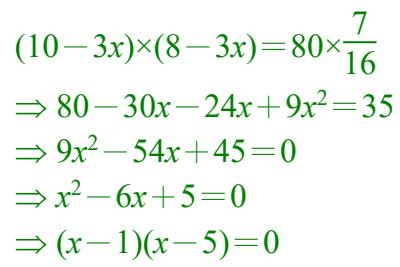 (10−3x)×(8−3x)=80×7/16
⇒ 80−30x−24x+9x²=35
⇒ 9x²−54x+45=0
⇒ x²−6x+5=0
⇒ (x−1)(x−5)=0